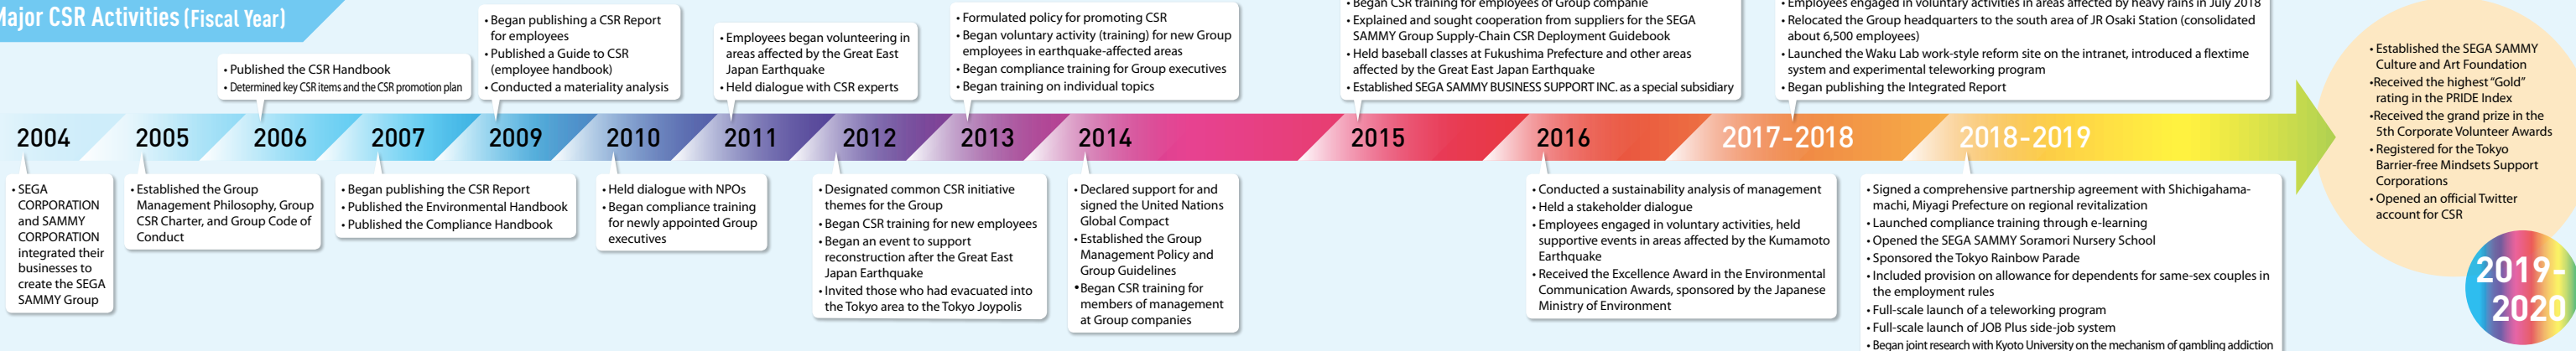 Major CSR Activities (Fiscal Year)
2004
• SEGA
CORPORATION
and SAMMY
CORPORATION
integrated their
businesses to
create the SEGA
SAMMY Group
2005
• Established the Group
Management Philosophy, Group
CSR Charter, and Group Code of
Conduct
2006
• Published the CSR Handbook
• Determined key CSR items and the CSR promotion plan
2007
• Began publishing the CSR Report
• Published the Environmental Handbook
• Published the Compliance Handbook
2009
• Began publishing a CSR Report
for employees
• Published a Guide to CSR
(employee handbook)
• Conducted a materiality analysis
2010
• Held dialogue with NPOs
• Began compliance training
for newly appointed Group
executives
2011
• Employees began volunteering in
areas affected by the Great East
Japan Earthquake
• Held dialogue with CSR experts
2012
• Designated common CSR initiative
themes for the Group
• Began CSR training for new employees
• Began an event to support
reconstruction after the Great East
Japan Earthquake
• Invited those who had evacuated into
the Tokyo area to the Tokyo Joypolis
2013
• Formulated policy for promoting CSR
• Began voluntary activity (training) for new Group
employees in earthquake-affected areas
• Began compliance training for Group executives
• Began training on individual topics
2014
• Declared support for and
signed the United Nations
Global Compact
• Established the Group
Management Policy and
Group Guidelines
• Began CSR training for
members of management
at Group companies
2015
• Began CSR training for employees of Group companie
• Explained and sought cooperation from suppliers for the SEGA
SAMMY Group Supply-Chain CSR Deployment Guidebook
• Held baseball classes at Fukushima Prefecture and other areas
affected by the Great East Japan Earthquake
• Established SEGA SAMMY BUSINESS SUPPORT INC. as a special subsidiary
2016
• Conducted a sustainability analysis of management
• Held a stakeholder dialogue
• Employees engaged in voluntary activities, held
supportive events in areas affected by the Kumamoto
Earthquake
• Received the Excellence Award in the Environmental
Communication Awards, sponsored by the Japanese
Ministry of Environment
2017-2018
• Employees engaged in voluntary activities in areas affected by heavy rains in July 2018
• Relocated the Group headquarters to the south area of JR Osaki Station (consolidated
about 6,500 employees)
• Launched the Waku Lab work-style reform site on the intranet, introduced a flextime
system and experimental teleworking program
• Began publishing the Integrated Report
2018-2019
• Signed a comprehensive partnership agreement with Shichigahama-
machi, Miyagi Prefecture on regional revitalization
• Launched compliance training through e-learning
• Opened the SEGA SAMMY Soramori Nursery School
• Sponsored the Tokyo Rainbow Parade
• Included provision on allowance for dependents for same-sex couples in
the employment rules
• Full-scale launch of a teleworking program
• Full-scale launch of JOB Plus side-job system
• Began joint research with Kyoto University on the mechanism of gambling addiction
• Established the SEGA SAMMY
Culture and Art Foundation
•Received the highest “Gold”
rating in the PRIDE Index
•Received the grand prize in the
5th Corporate Volunteer Awards
• Registered for the Tokyo
Barrier-free Mindsets Support
Corporations
• Opened an official Twitter
account for CSR
2019-
2020